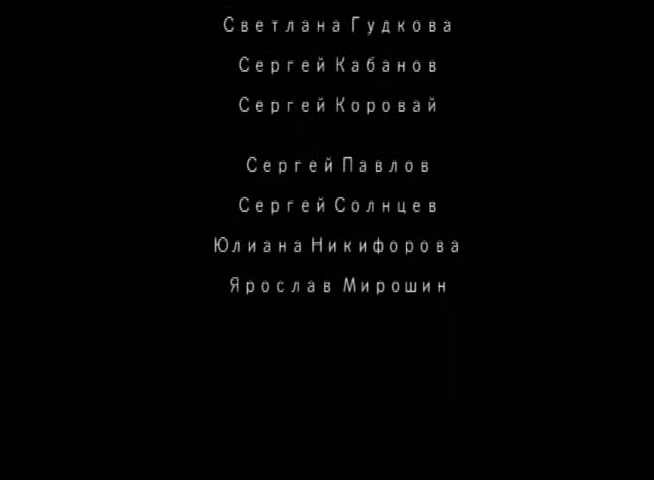 Светлана Гудкова
Сергей Кабанов
Сергей Коровай
Сергей Павлов
Сергей Солнцев
Юлиана Никифорова
Ярослав Мирошин